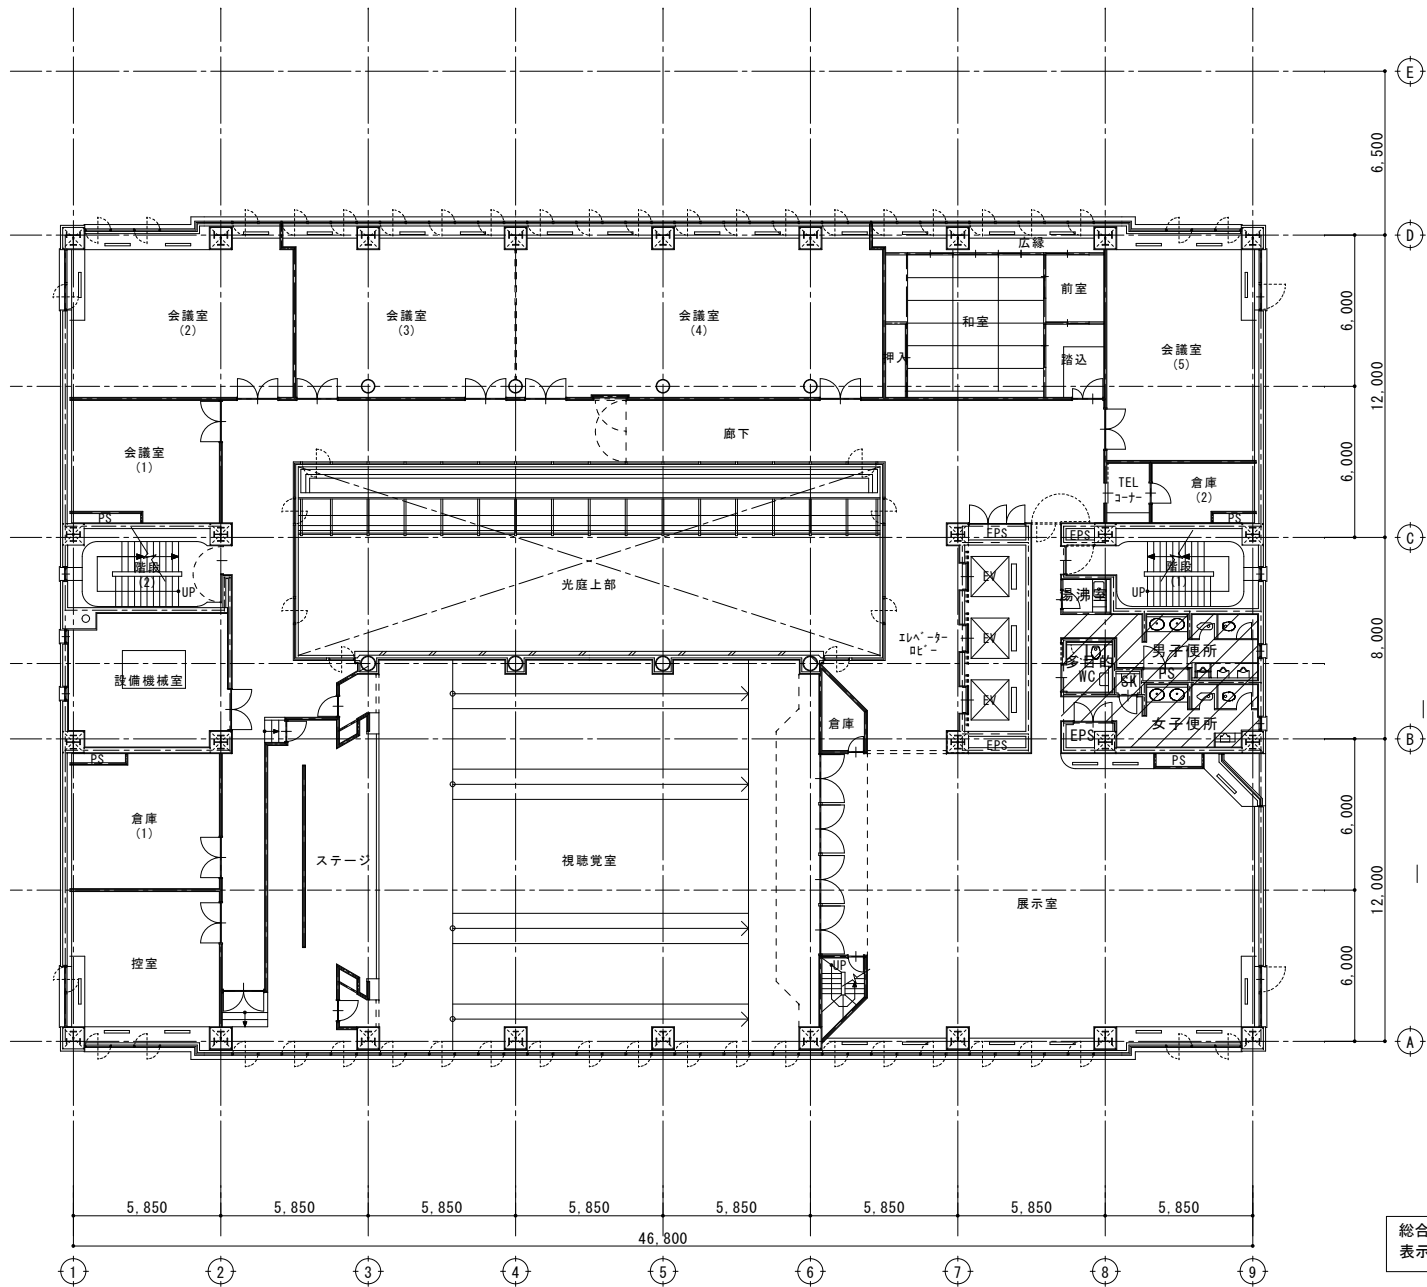 E
6,500
D
広縁
前室
会議室
(2)
会議室
(3)
会議室
(4)
和室
6,000
会議室
(5)
押入
踏込
12,000
廊下
会議室
(1)
6,000
TEL
コーナー
倉庫
(2)
PS
PS
EPS
EPS
C
階段
(2)
UP
光庭上部
EV
階段
(1)
UP
湯沸室
エレベーター
ロビー
EV
男子便所
8,000
多目的
WC
PS
SK
設備機械室
EV
倉庫
女子便所
EPS
EPS
B
PS
PS
倉庫
(1)
6,000
ステージ
視聴覚室
展示室
12,000
控室
UP
6,000
A
5,850
5,850
5,850
5,850
5,850
5,850
5,850
5,850
46,800
総合
表示
1
2
3
4
5
6
7
8
9